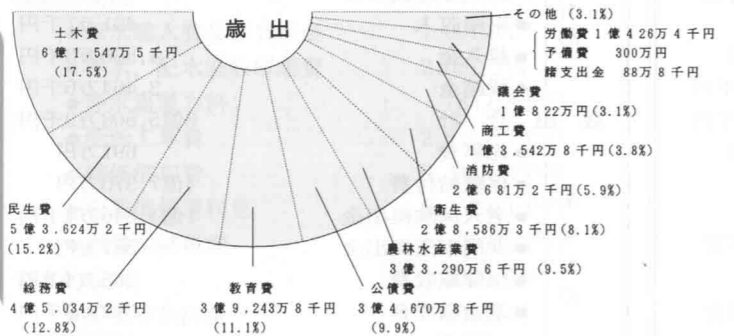 歳出
土木費
6億1,547万5千円
(17.5%)
民生費
5億3,624万2千円
(15.2%)
総務費
4億5,034万2千円
(12.8%)
教育費
3億9,243万8千円
(11.1%)
公債費
3億4,670万8千円
(9.9%)
農林水産業費
3億3,290万6千円 (9.5%)
衛生費
2億8,586万3千円(8.1%)
消防費
2億681万2千円(5.9%)
商工費
1億3,542万8千円(3.8%)
議会費
1億822万円(3.1%)
その他 (3.1%)
労働費1億426万4千円
予備費 300万円
諸支出金 88万8千円